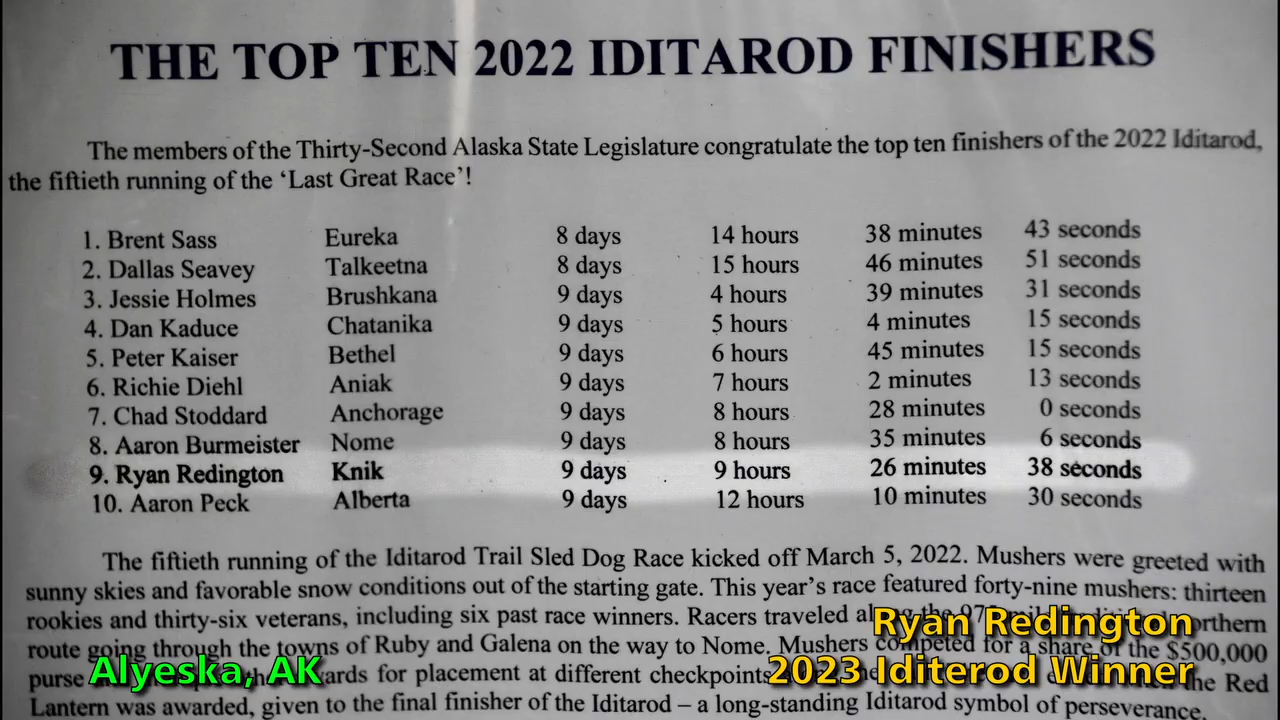 THE TOP TEN 2022 IDITAROD FINISHERS
The members of the Thirty-Second Alaska State Legislature congratulate the top ten finishers of the 2022 Iditarod,
the fiftieth running of the ‘Last Great Race’!
1. Brent Sass Eureka 8 days 14 hours 38 minutes 43 seconds
2. Dallas Seavey Talkeetna 8 days 15 hours 46 minutes 51 seconds
3. Jessie Holmes Brushkana 9 days 4 hours 39 minutes 31 seconds
4. Dan Kaduce Chatanika 9 days 5 hours 4 minutes 15 seconds
5. Peter Kaiser Bethel 9 days 6 hours 45 minutes 15 seconds
6. Richie Diehl Aniak 9 days 7 hours 2 minutes 13 seconds
7. Chad Stoddard Anchorage 9 days 8 hours 28 minutes 0 seconds
8. Aaron Burmeister Nome 9 days 8 hours 35 minutes 6 seconds
9. Ryan Redington Knik 9 days 9 hours 26 minutes 38 seconds
10. Aaron Peck Alberta 9 days 12 hours 10 minutes 30 seconds
The fiftieth running of the Iditarod Trail Sled Dog Race kicked off March 5, 2022. Mushers were greeted with
sunny skies and favorable snow conditions out of the starting gate. This year’s race featured forty-nine mushers: thirteen
rookies and thirty-six veterans, including six past race winners. Racers traveled along the
route going through the towns of Ruby and Galena on the way to Nome. Mushers competed for a share of the $500,000
purse for placement at different checkpoints the Red
Lantern was awarded, given to the final finisher of the Iditarod – a long-standing Iditarod symbol of perseverance.
Ryan Redington
Alyeska, AK
2023 Iditerod Winner